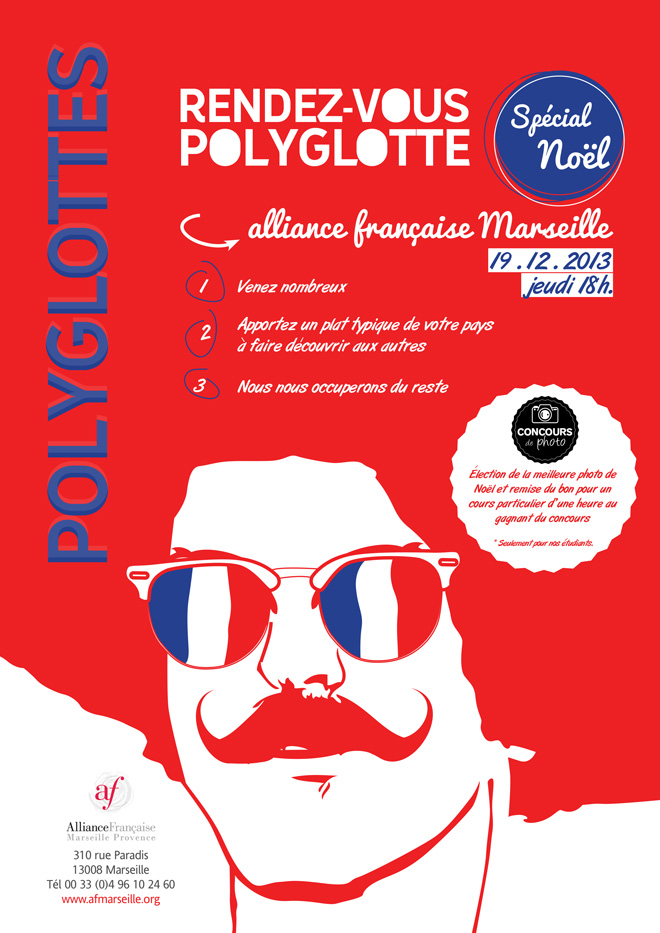 POLYGLOTTES
RENDEZ-VOUS
POLYGLOTTE
Spécial
Noël
alliance française Marseille
19.12.2013
jeudi 18h.
1 Venez nombreux
2 Apportez un plat typique de votre pays
à faire découvrir aux autres
3 Nous nous occuperons du reste
CONCOURS
de photo
Élection de la meilleure photo de
Noël et remise du bon pour un
cours particulier d'une heure au
gagnant du concours
* Seulement pour nos étudiants.
af
AllianceFrançaise
Marseille Provence
310 rue Paradis
13008 Marseille
Tél 00 33 (0)4 96 10 24 60
www.afmarseille.org